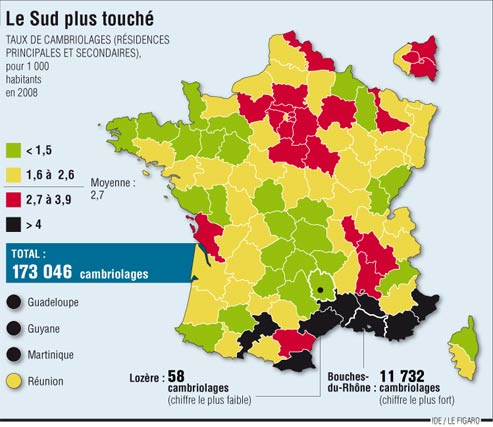 Le Sud plus touché
TAUX DE CAMBRIOLAGES (RÉSIDENCES
PRINCIPALES ET SECONDAIRES),
pour 1 000
habitants
en 2008
< 1,5
1,6 à 2,6
2,7 à 3,9
> 4
Moyenne :
2,7
TOTAL :
173 046 cambriolages
Guadeloupe
Guyane
Martinique
Réunion
Lozère : 58
cambriolages
(chiffre le plus faible)
Bouches-
du-Rhône : 11 732
cambriolages
(chiffre le plus fort)
IDE / LE FIGARO